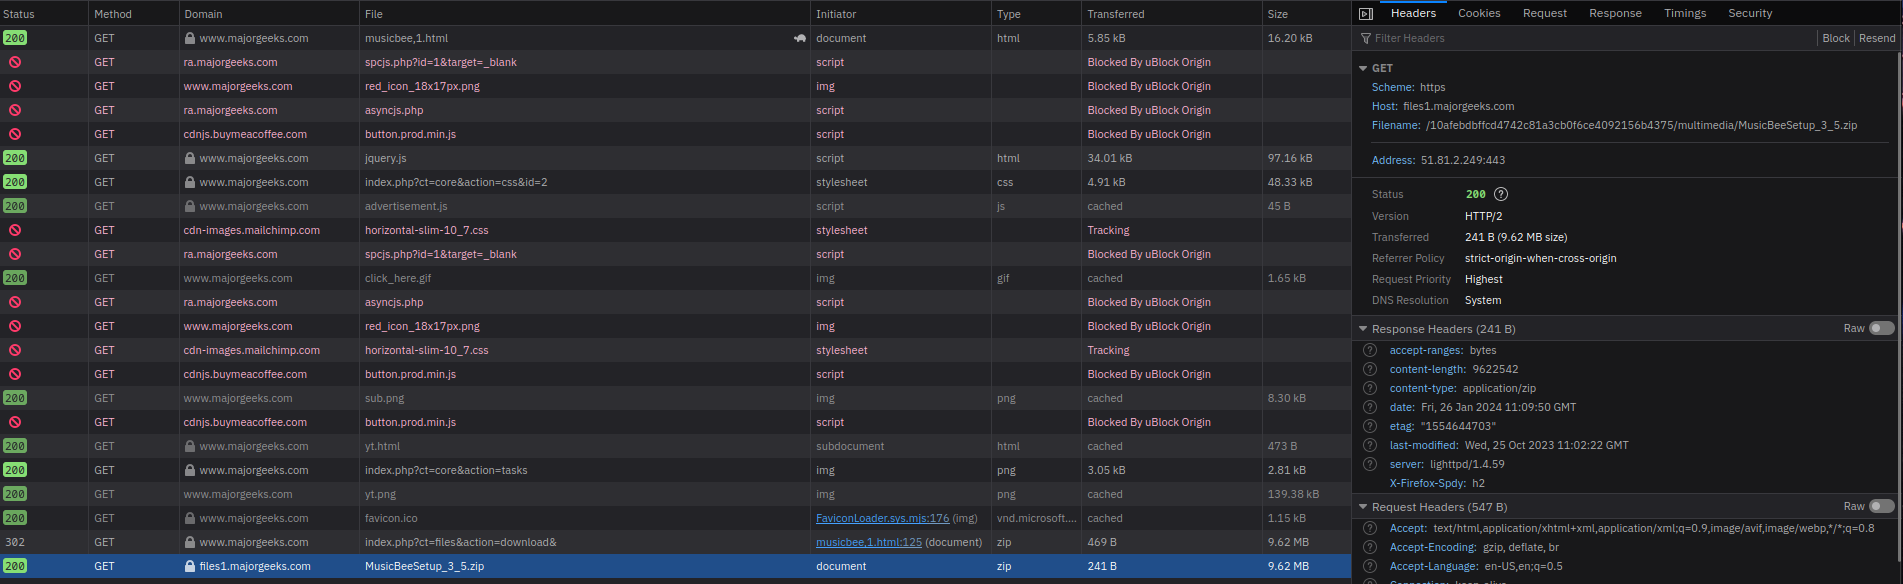 Status Method Domain File Initiator Type Transferred Size
200 GET www.majorgeeks.com musicbee,1.html document html 5.85 kB 16.20 kB
GET ra.majorgeeks.com spcjs.php?id=1&target=_blank script Blocked By uBlock Origin
GET www.majorgeeks.com red_icon_18x17px.png img Blocked By uBlock Origin
GET ra.majorgeeks.com asyncjs.php script Blocked By uBlock Origin
GET cdnjs.buymeacoffee.com button.prod.min.js script Blocked By uBlock Origin
200 GET www.majorgeeks.com jquery.js script html 34.01 kB 97.16 kB
200 GET www.majorgeeks.com index.php?ct=core&action=css&id=2 stylesheet css 4.91 kB 48.33 kB
200 GET www.majorgeeks.com advertisement.js script js cached 45 B
GET cdn-images.mailchimp.com horizontal-slim-10_7.css stylesheet Tracking
GET ra.majorgeeks.com spcjs.php?id=1&target=_blank script Blocked By uBlock Origin
200 GET www.majorgeeks.com click_here.gif img gif cached 1.65 kB
GET ra.majorgeeks.com asyncjs.php script Blocked By uBlock Origin
GET www.majorgeeks.com red_icon_18x17px.png img Blocked By uBlock Origin
GET cdn-images.mailchimp.com horizontal-slim-10_7.css stylesheet Tracking
GET cdnjs.buymeacoffee.com button.prod.min.js script Blocked By uBlock Origin
200 GET www.majorgeeks.com sub.png img png cached 8.30 kB
GET cdnjs.buymeacoffee.com button.prod.min.js script Blocked By uBlock Origin
200 GET www.majorgeeks.com yt.html subdocument html cached 473 B
200 GET www.majorgeeks.com index.php?ct=core&action=tasks img png 3.05 kB 2.81 kB
200 GET www.majorgeeks.com yt.png img png cached 139.38 kB
200 GET www.majorgeeks.com favicon.ico FaviconLoader.sys.mjs:176 (img) vnd.microsoft.... cached 1.15 kB
302 GET www.majorgeeks.com index.php?ct=files&action=download& musicbee,1.html:125 (document) zip 469 B 9.62 MB
200 GET files1.majorgeeks.com MusicBeeSetup_3_5.zip document zip 241 B 9.62 MB
Headers Cookies Request Response Timings Security
Filter Headers Block Resend
GET
Scheme: https
Host: files1.majorgeeks.com
Filename: /10afebdbffcd4742c81a3cb0f6ce4092156b4375/multimedia/MusicBeeSetup_3_5.zip
Address: 51.81.2.249:443
Status 200 ?
Version HTTP/2
Transferred 241 B (9.62 MB size)
Referrer Policy strict-origin-when-cross-origin
Request Priority Highest
DNS Resolution System
Response Headers (241 B) Raw
? accept-ranges: bytes
? content-length: 9622542
? content-type: application/zip
? date: Fri, 26 Jan 2024 11:09:50 GMT
? etag: "1554644703"
? last-modified: Wed, 25 Oct 2023 11:02:22 GMT
? server: lighttpd/1.4.59
X-Firefox-Spdy: h2
Request Headers (547 B) Raw
? Accept: text/html,application/xhtml+xml,application/xml;q=0.9,image/avif,image/webp,*/*;q=0.8
? Accept-Encoding: gzip, deflate, br
? Accept-Language: en-US,en;q=0.5